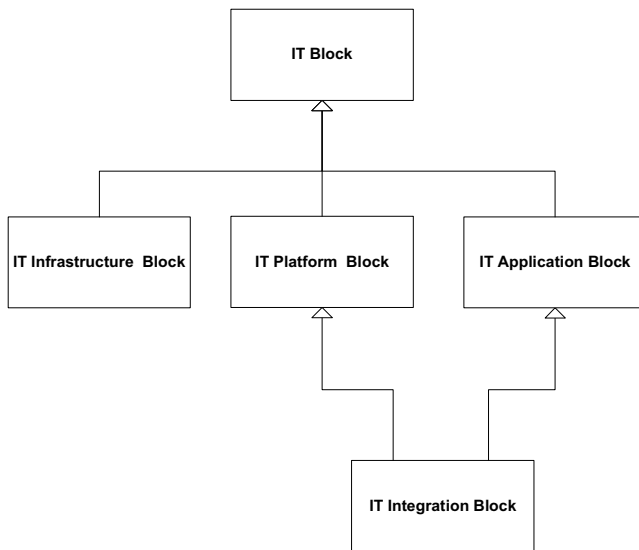 IT Block
IT Infrastructure Block
IT Platform Block
IT Application Block
IT Integration Block